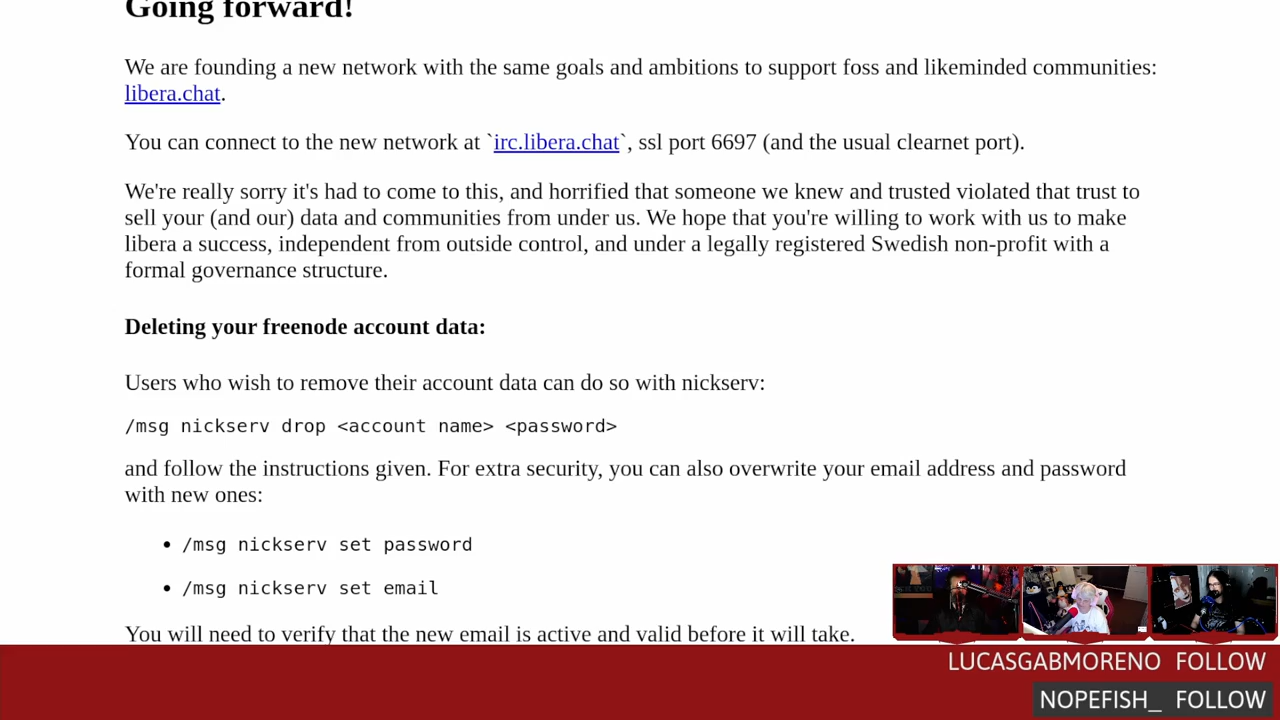 Going forward!
We are founding a new network with the same goals and ambitions to support foss and likeminded communities:
libera.chat.
You can connect to the new network at `irc.libera.chat`, ssl port 6697 (and the usual clearnet port).
We're really sorry it's had to come to this, and horrified that someone we knew and trusted violated that trust to
sell your (and our) data and communities from under us. We hope that you're willing to work with us to make
libera a success, independent from outside control, and under a legally registered Swedish non-profit with a
formal governance structure.
Deleting your freenode account data:
Users who wish to remove their account data can do so with nickserv:
/msg nickserv drop <account name> <password>
and follow the instructions given. For extra security, you can also overwrite your email address and password
with new ones:
• /msg nickserv set password
• /msg nickserv set email
You will need to verify that the new email is active and valid before it will take.
LUCASGABMORENO FOLLOW
NOPEFISH_ FOLLOW